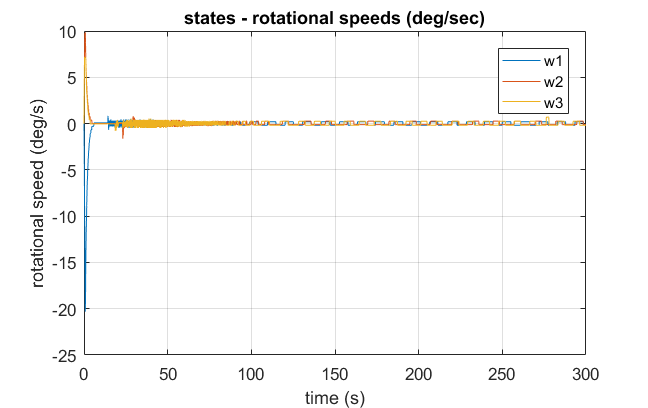 states - rotational speeds (deg/sec)
10
5
0
-5
-10
-15
-20
-25
rotational speed (deg/s)
w1
w2
w3
0
50
100
150
200
250
300
time (s)